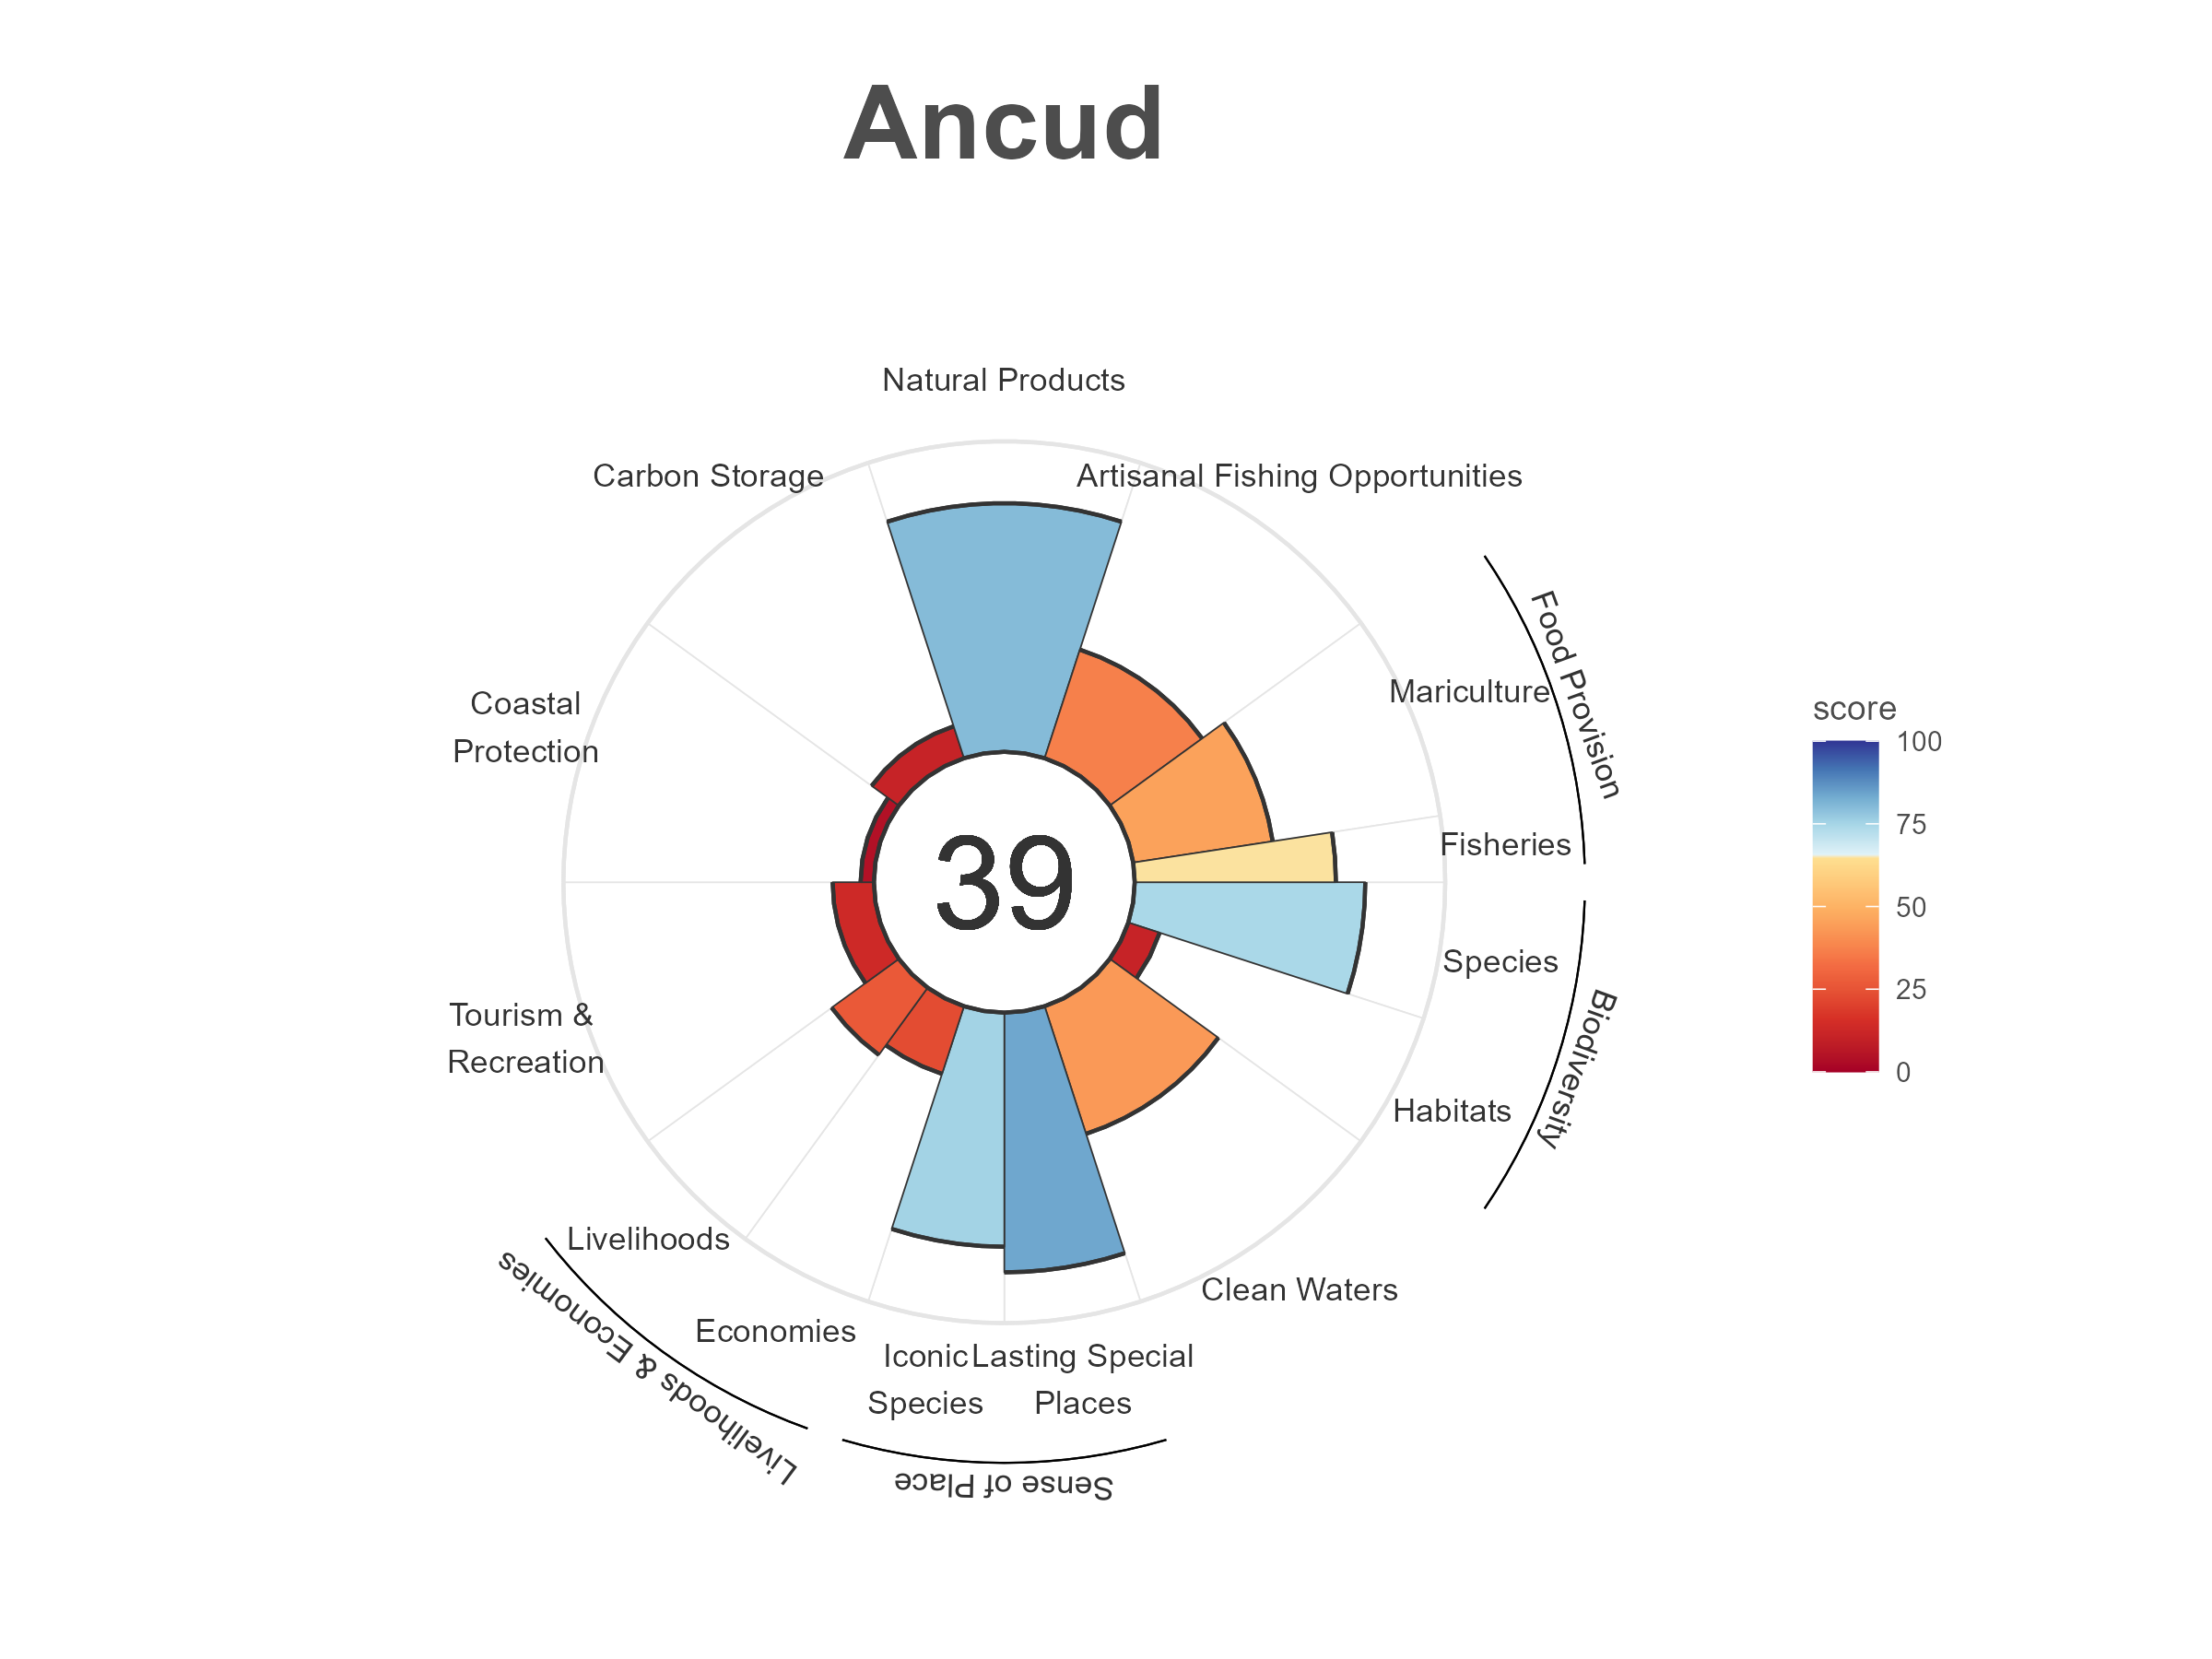 Ancud
Natural Products
Carbon Storage
Artisanal Fishing Opportunities
Food Provision
Mariculture
Coastal
Protection
score
100
75
50
25
0
Fisheries
39
Species
Biodiversity
Tourism &
Recreation
Habitats
Livelihoods
Clean Waters
Economies
Livelihoods & Economies
Iconic
Species
Lasting Special
Places
Sense of Place